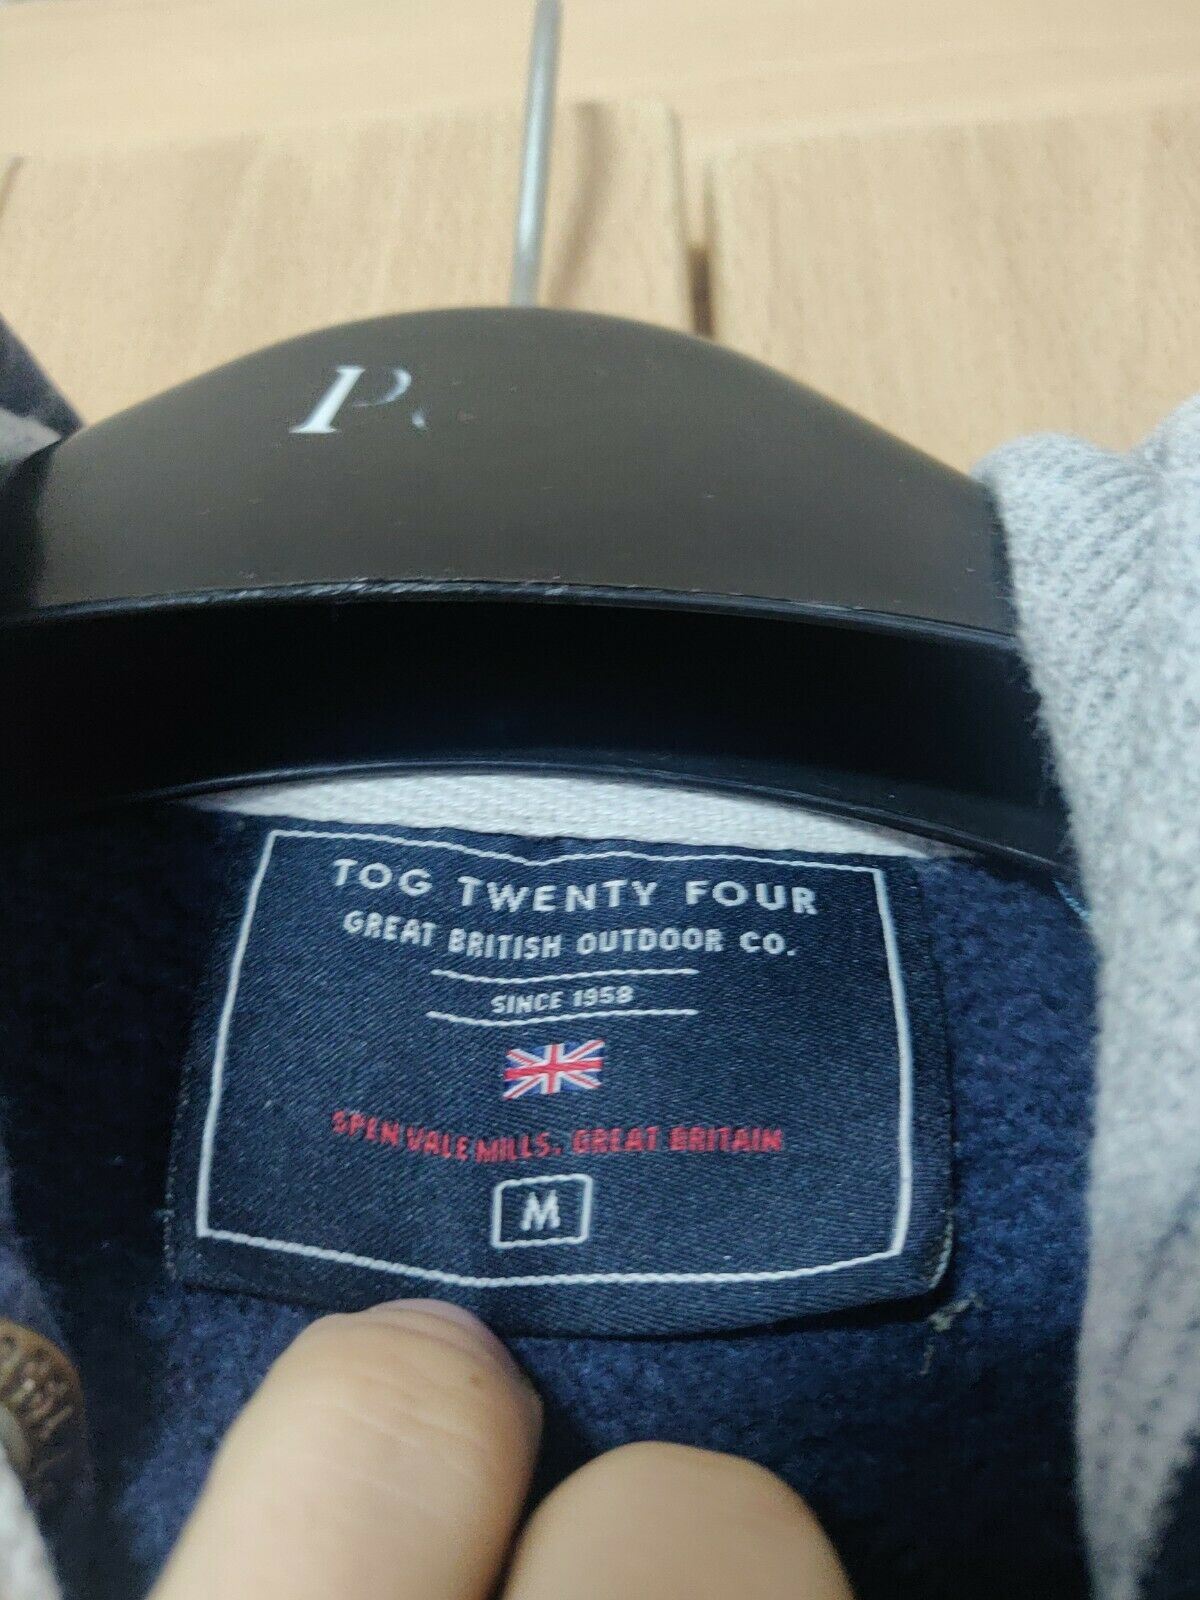 P
TOG TWENTY FOUR
GREAT BRITISH OUTDOOR CO.
SINCE 1958
SPEN VALE MILLS, GREAT BRITAIN
M